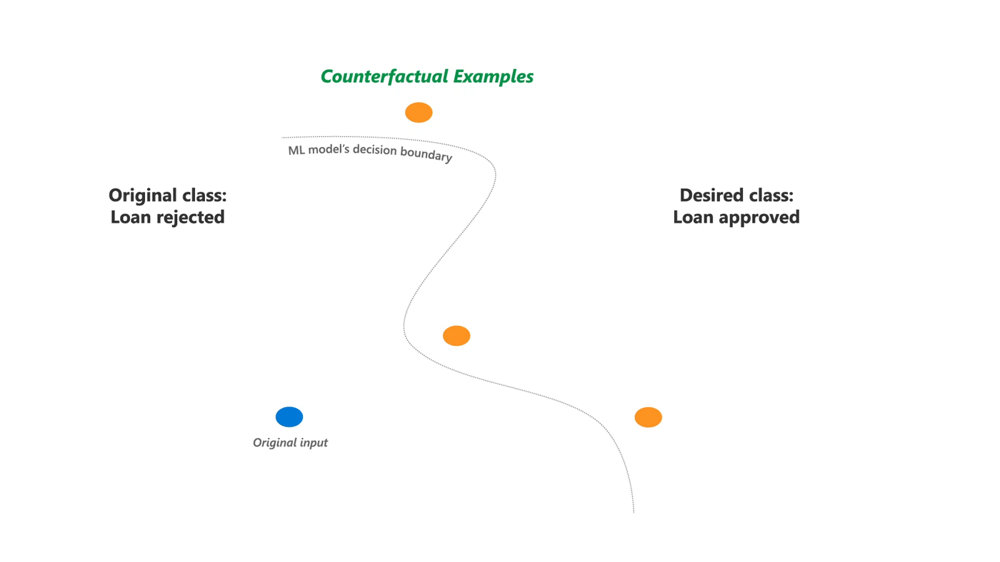 Counterfactual Examples
ML model's decision boundary
Original class:
Loan rejected
Desired class:
Loan approved
Original input